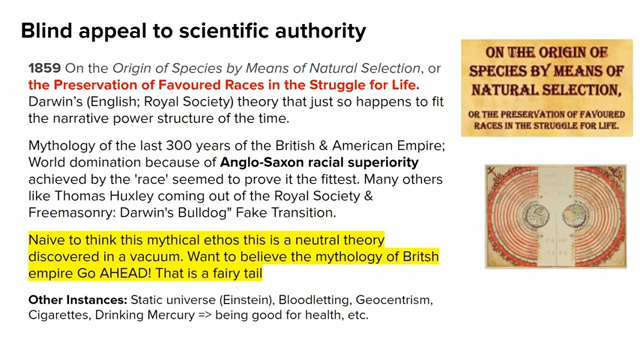 Blind appeal to scientific authority
1859 On the Origin of Species by Means of Natural Selection, or
the Preservation of Favoured Races in the Struggle for Life.
Darwin's (English; Royal Society) theory that just so happens to fit
the narrative power structure of the time.
Mythology of the last 300 years of the British & American Empire;
World domination because of Anglo-Saxon racial superiority
achieved by the 'race' seemed to prove it the fittest. Many others
like Thomas Huxley coming out of the Royal Society &
Freemasonry: Darwin's Bulldog" Fake Transition.
Naive to think this mythical ethos this is a neutral theory
discovered in a vacuum. Want to believe the mythology of Britsh
empire Go AHEAD! That is a fairy tail
Other Instances: Static universe (Einstein), Bloodletting, Geocentrism,
Cigarettes, Drinking Mercury => being good for health, etc.
ON THE ORIGIN OF
SPECIES BY MEANS OF
NATURAL SELECTION,
OR THE PRESERVATION OF FAVOURED
RACES IN THE STRUGGLE FOR LIFE.